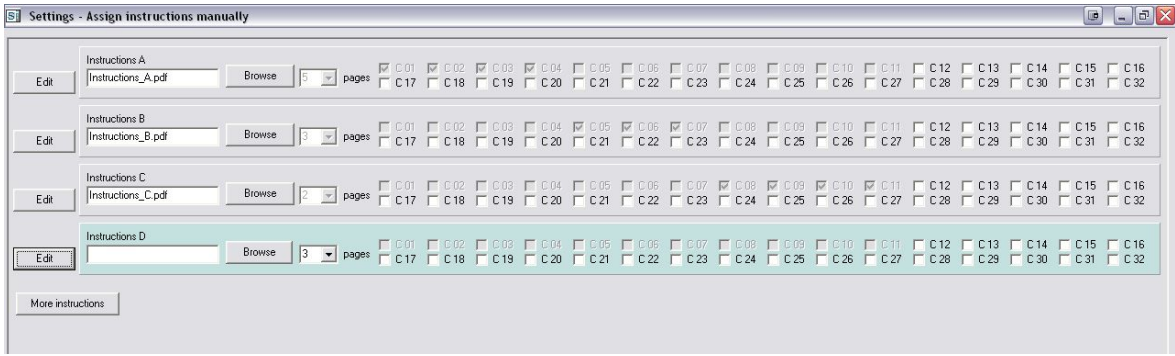 Si Settings - Assign instructions manually
Instructions A
Edit Instructions_A.pdf Browse 5 pages C 01 C 02 C 03 C 04 C 05 C 06 C 07 C 08 C 09 C 10 C 11 C 12 C 13 C 14 C 15 C 16
C 17 C 18 C 19 C 20 C 21 C 22 C 23 C 24 C 25 C 26 C 27 C 28 C 29 C 30 C 31 C 32
Instructions B
Edit Instructions_B.pdf Browse 3 pages C 01 C 02 C 03 C 04 C 05 C 06 C 07 C 08 C 09 C 10 C 11 C 12 C 13 C 14 C 15 C 16
C 17 C 18 C 19 C 20 C 21 C 22 C 23 C 24 C 25 C 26 C 27 C 28 C 29 C 30 C 31 C 32
Instructions C
Edit Instructions_C.pdf Browse 2 pages C 01 C 02 C 03 C 04 C 05 C 06 C 07 C 08 C 09 C 10 C 11 C 12 C 13 C 14 C 15 C 16
C 17 C 18 C 19 C 20 C 21 C 22 C 23 C 24 C 25 C 26 C 27 C 28 C 29 C 30 C 31 C 32
Instructions D
Edit Browse 3 pages C 01 C 02 C 03 C 04 C 05 C 06 C 07 C 08 C 09 C 10 C 11 C 12 C 13 C 14 C 15 C 16
C 17 C 18 C 19 C 20 C 21 C 22 C 23 C 24 C 25 C 26 C 27 C 28 C 29 C 30 C 31 C 32
More instructions